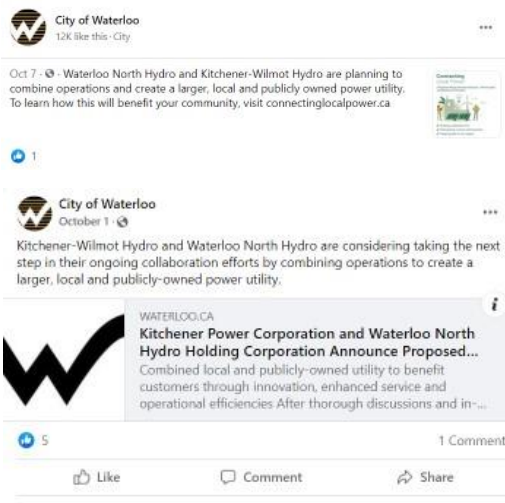 City of Waterloo
12K like this · City
Oct 7 · Waterloo North Hydro and Kitchener-Wilmot Hydro are planning to
combine operations and create a larger, local and publicly owned power utility.
To learn how this will benefit your community, visit connectinglocalpower.ca
Connecting
Local Power
1
City of Waterloo
October 1 ·
Kitchener-Wilmot Hydro and Waterloo North Hydro are considering taking the next
step in their ongoing collaboration efforts by combining operations to create a
larger, local and publicly-owned power utility.
WATERLOO.CA
Kitchener Power Corporation and Waterloo North
Hydro Holding Corporation Announce Proposed...
Combined local and publicly-owned utility to benefit
customers through innovation, enhanced service and
operational efficiencies After thorough discussions and in-...
5
1 Comment
Like
Comment
Share